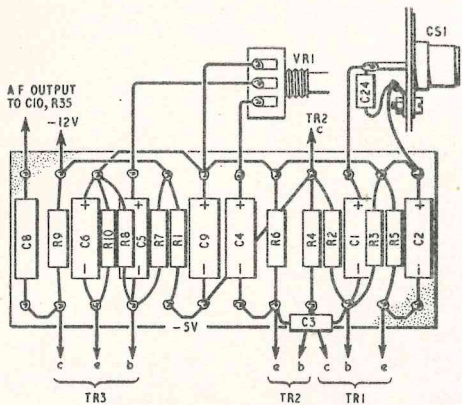 VR1
CS1
C24
A F OUTPUT
TO C10, R35
-12V
TR2
c
C8
R9
C6
+
-
R10
R8
C5
+
-
R7
R1
C9
+
-
C4
+
-
R6
R4
R2
C1
+
-
R3
R5
C2
+
-
C3
-5V
c
e
b
e
b
c
b
e
TR3
TR2
TR1